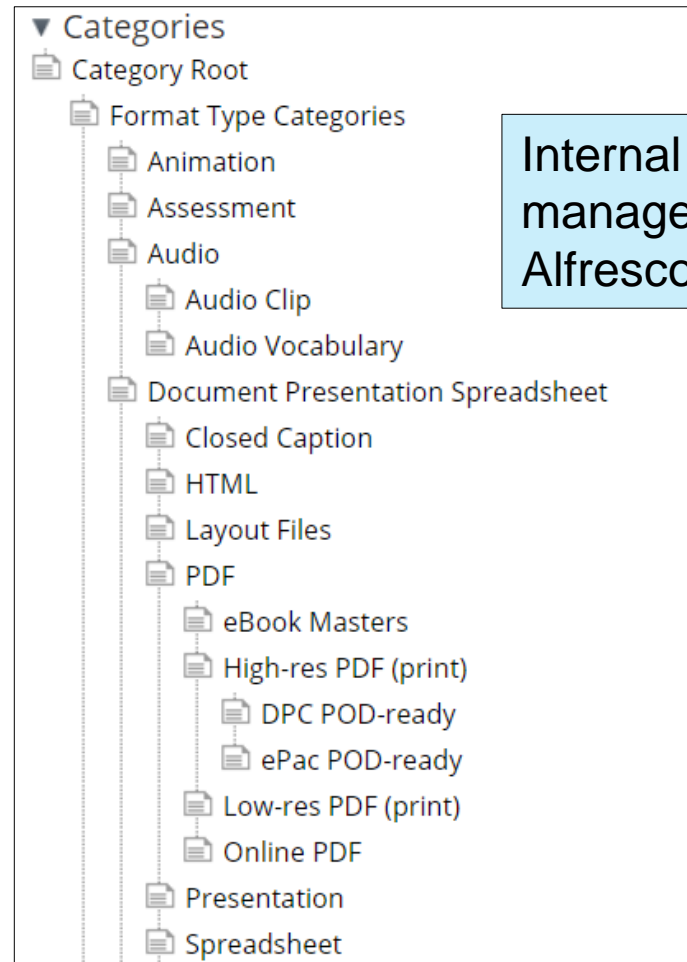 ▼ Categories
Category Root
Format Type Categories
Animation
Assessment
Audio
Audio Clip
Audio Vocabulary
Document Presentation Spreadsheet
Closed Caption
HTML
Layout Files
PDF
eBook Masters
High-res PDF (print)
DPC POD-ready
ePac POD-ready
Low-res PDF (print)
Online PDF
Presentation
Spreadsheet
Internal
manage
Alfresco